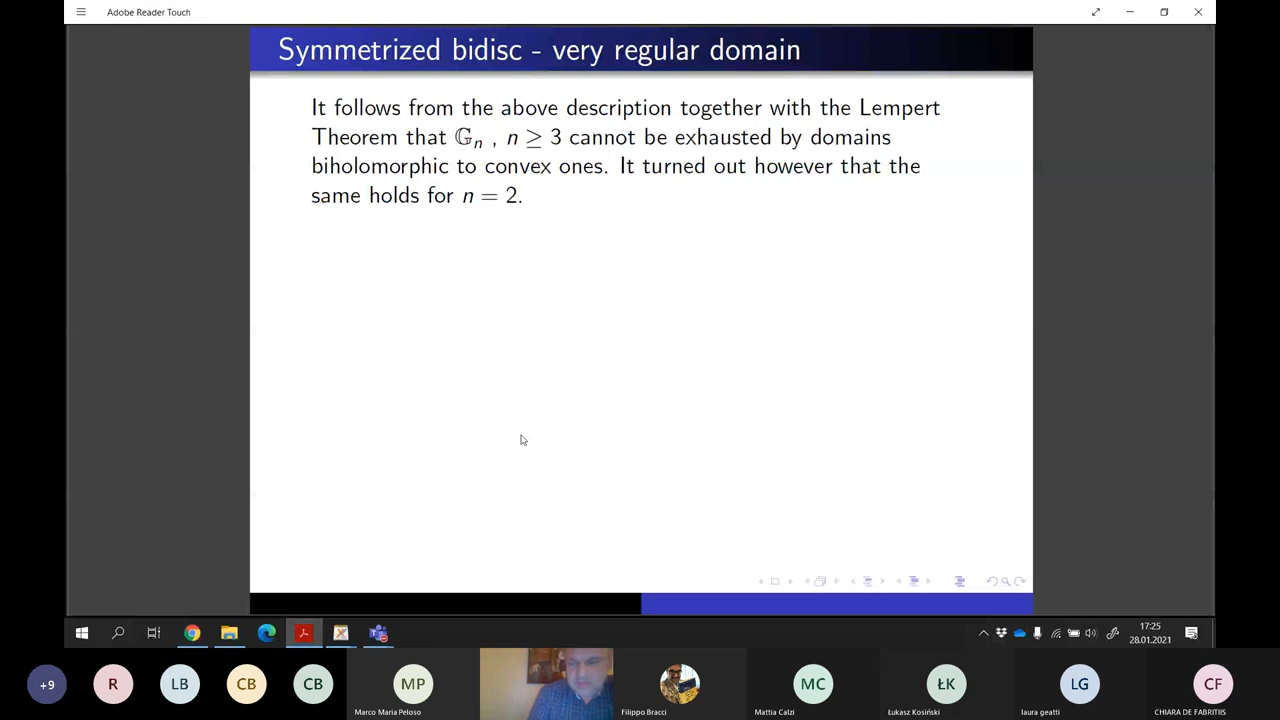 Adobe Reader Touch
Symmetrized bidisc - very regular domain
It follows from the above description together with the Lempert
Theorem that 𝔾ₙ , n ≥ 3 cannot be exhausted by domains
biholomorphic to convex ones. It turned out however that the
same holds for n = 2.
17:25
28.01.2021
+9
R
LB
CB
CB
MP
MC
ŁK
LG
CF
Marco Maria Peloso
Filippo Bracci
Mattia Calzi
Łukasz Kosiński
laura geatti
CHIARA DE FABRITIIS